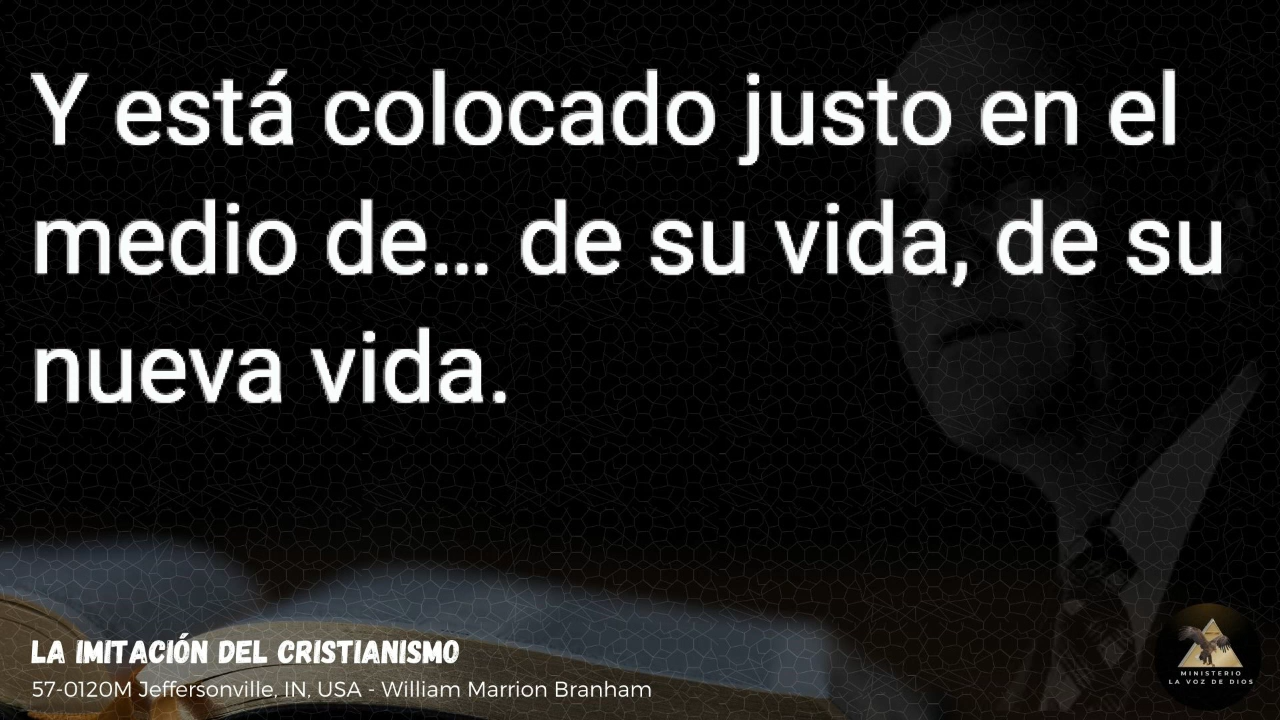 Y está colocado justo en el
medio de... de su vida, de su
nueva vida.
LA IMITACIÓN DEL CRISTIANISMO
57-0120M Jeffersonville, IN, USA - William Marrion Branham
MINISTERIO
LA VOZ DE DIOS